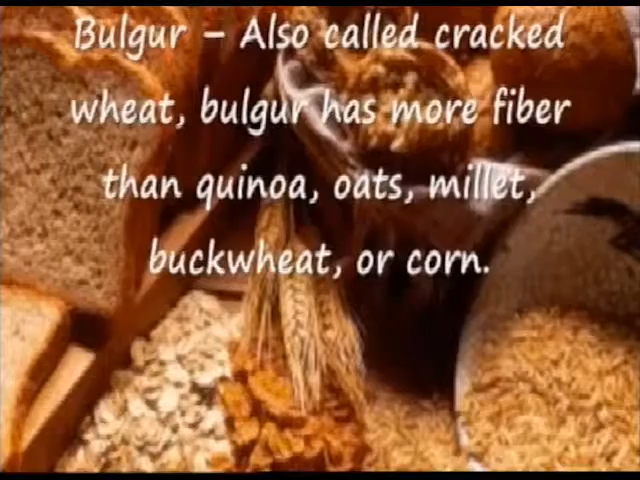 Bulgur – Also called cracked
wheat, bulgur has more fiber
than quinoa, oats, millet,
buckwheat, or corn.